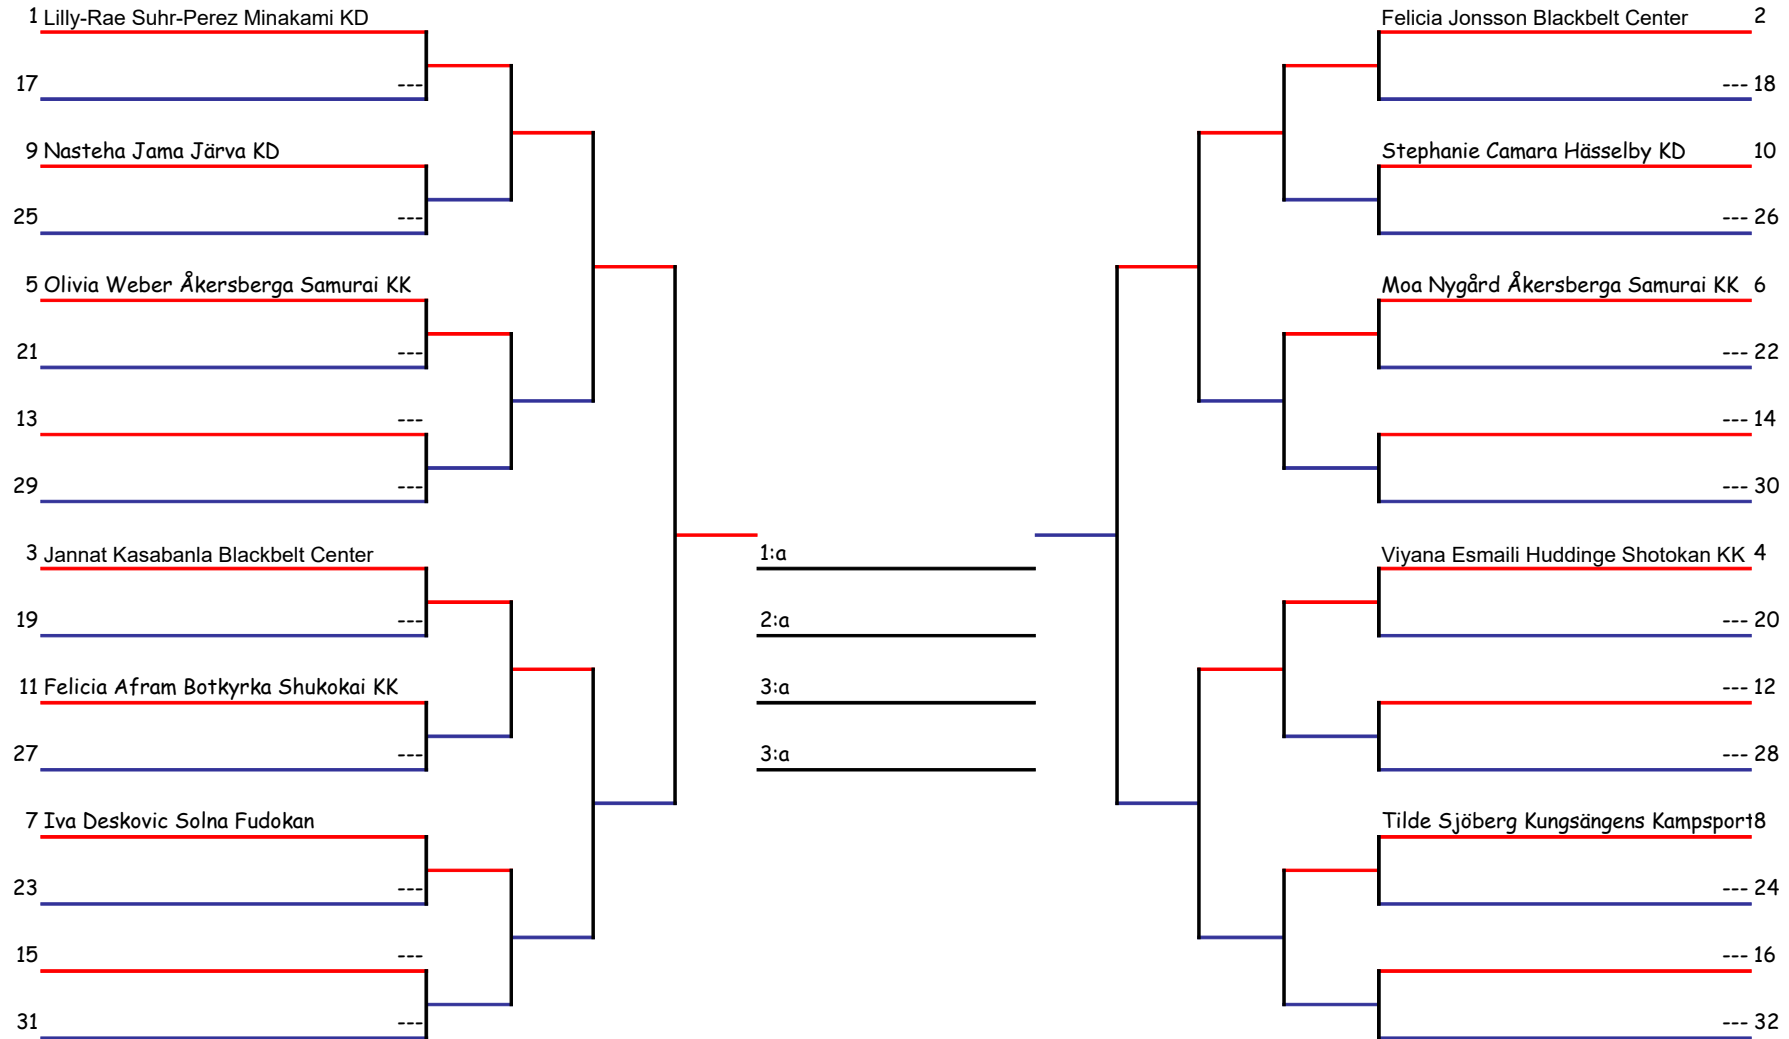 1 Lilly-Rae Suhr-Perez Minakami KD
17 ---
9 Nasteha Jama Järva KD
25 ---
5 Olivia Weber Åkersberga Samurai KK
21 ---
13 ---
29 ---
3 Jannat Kasabanla Blackbelt Center
19 ---
11 Felicia Afram Botkyrka Shukokai KK
27 ---
7 Iva Deskovic Solna Fudokan
23 ---
15 ---
31 ---
1:a
2:a
3:a
3:a
Felicia Jonsson Blackbelt Center 2
--- 18
Stephanie Camara Hässelby KD 10
--- 26
Moa Nygård Åkersberga Samurai KK 6
--- 22
--- 14
--- 30
Viyana Esmaili Huddinge Shotokan KK 4
--- 20
--- 12
--- 28
Tilde Sjöberg Kungsängens Kampsport 8
--- 24
--- 16
--- 32